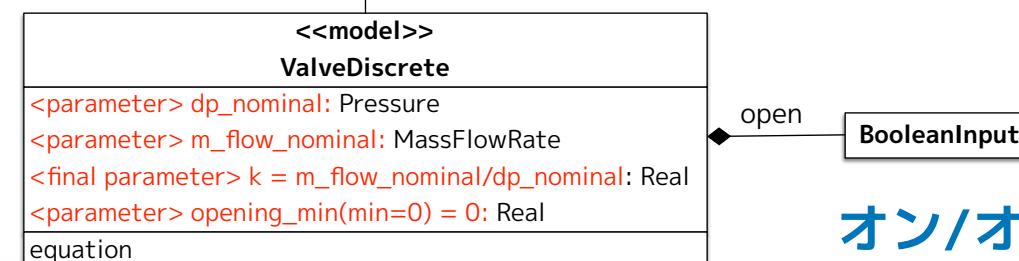 <<model>>
ValveDiscrete
<parameter> dp_nominal: Pressure
<parameter> m_flow_nominal: MassFlowRate
<final parameter> k = m_flow_nominal/dp_nominal: Real
<parameter> opening_min(min=0) = 0: Real
equation
open
BooleanInput
オン/オ